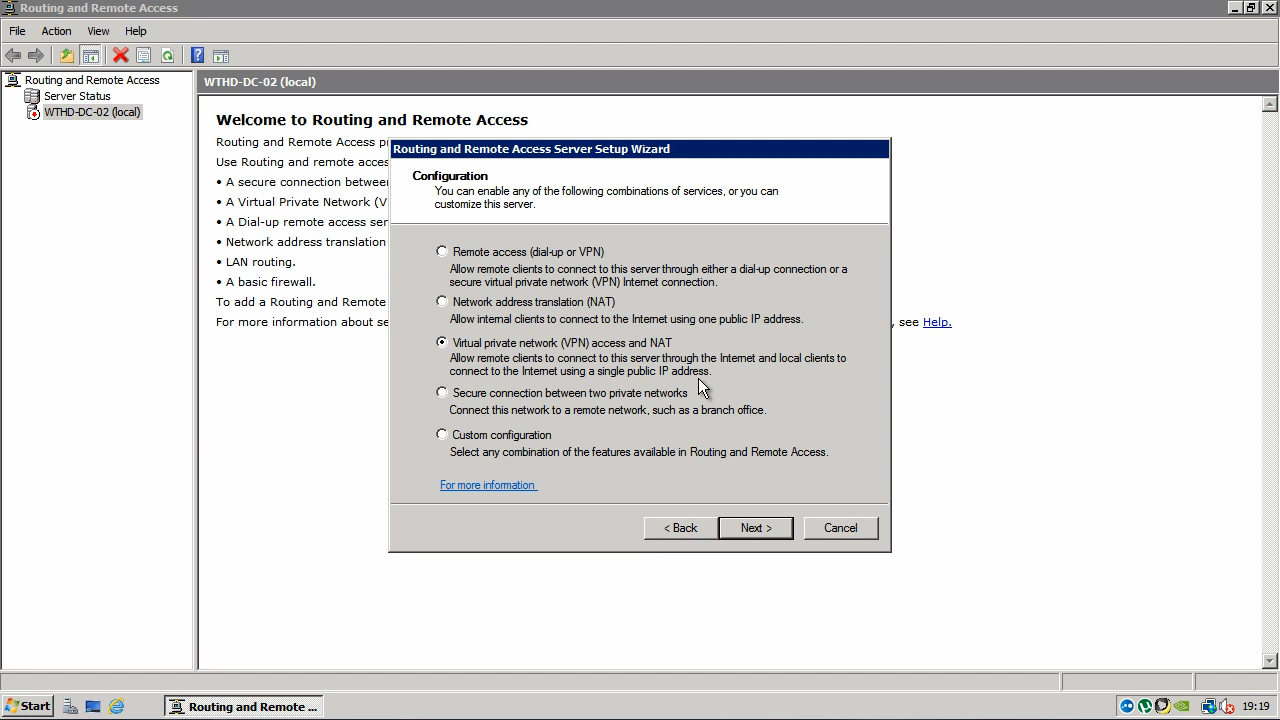 Routing and Remote Access
File Action View Help
Routing and Remote Access
Server Status
WTHD-DC-02 (local)
WTHD-DC-02 (local)
Welcome to Routing and Remote Access
Routing and Remote Access
Use Routing and remote
• A secure connection
• A Virtual Private Network
• A Dial-up remote access
• Network address translation
• LAN routing.
• A basic firewall.
To add a Routing and Remote
For more information about
, see Help.
Routing and Remote Access Server Setup Wizard
Configuration
You can enable any of the following combinations of services, or you can
customize this server.
Remote access (dial-up or VPN)
Allow remote clients to connect to this server through either a dial-up connection or a
secure virtual private network (VPN) Internet connection.
Network address translation (NAT)
Allow internal clients to connect to the Internet using one public IP address.
Virtual private network (VPN) access and NAT
Allow remote clients to connect to this server through the Internet and local clients to
connect to the Internet using a single public IP address.
Secure connection between two private networks
Connect this network to a remote network, such as a branch office.
Custom configuration
Select any combination of the features available in Routing and Remote Access.
For more information
< Back Next > Cancel
Start Routing and Remote ... 19:19